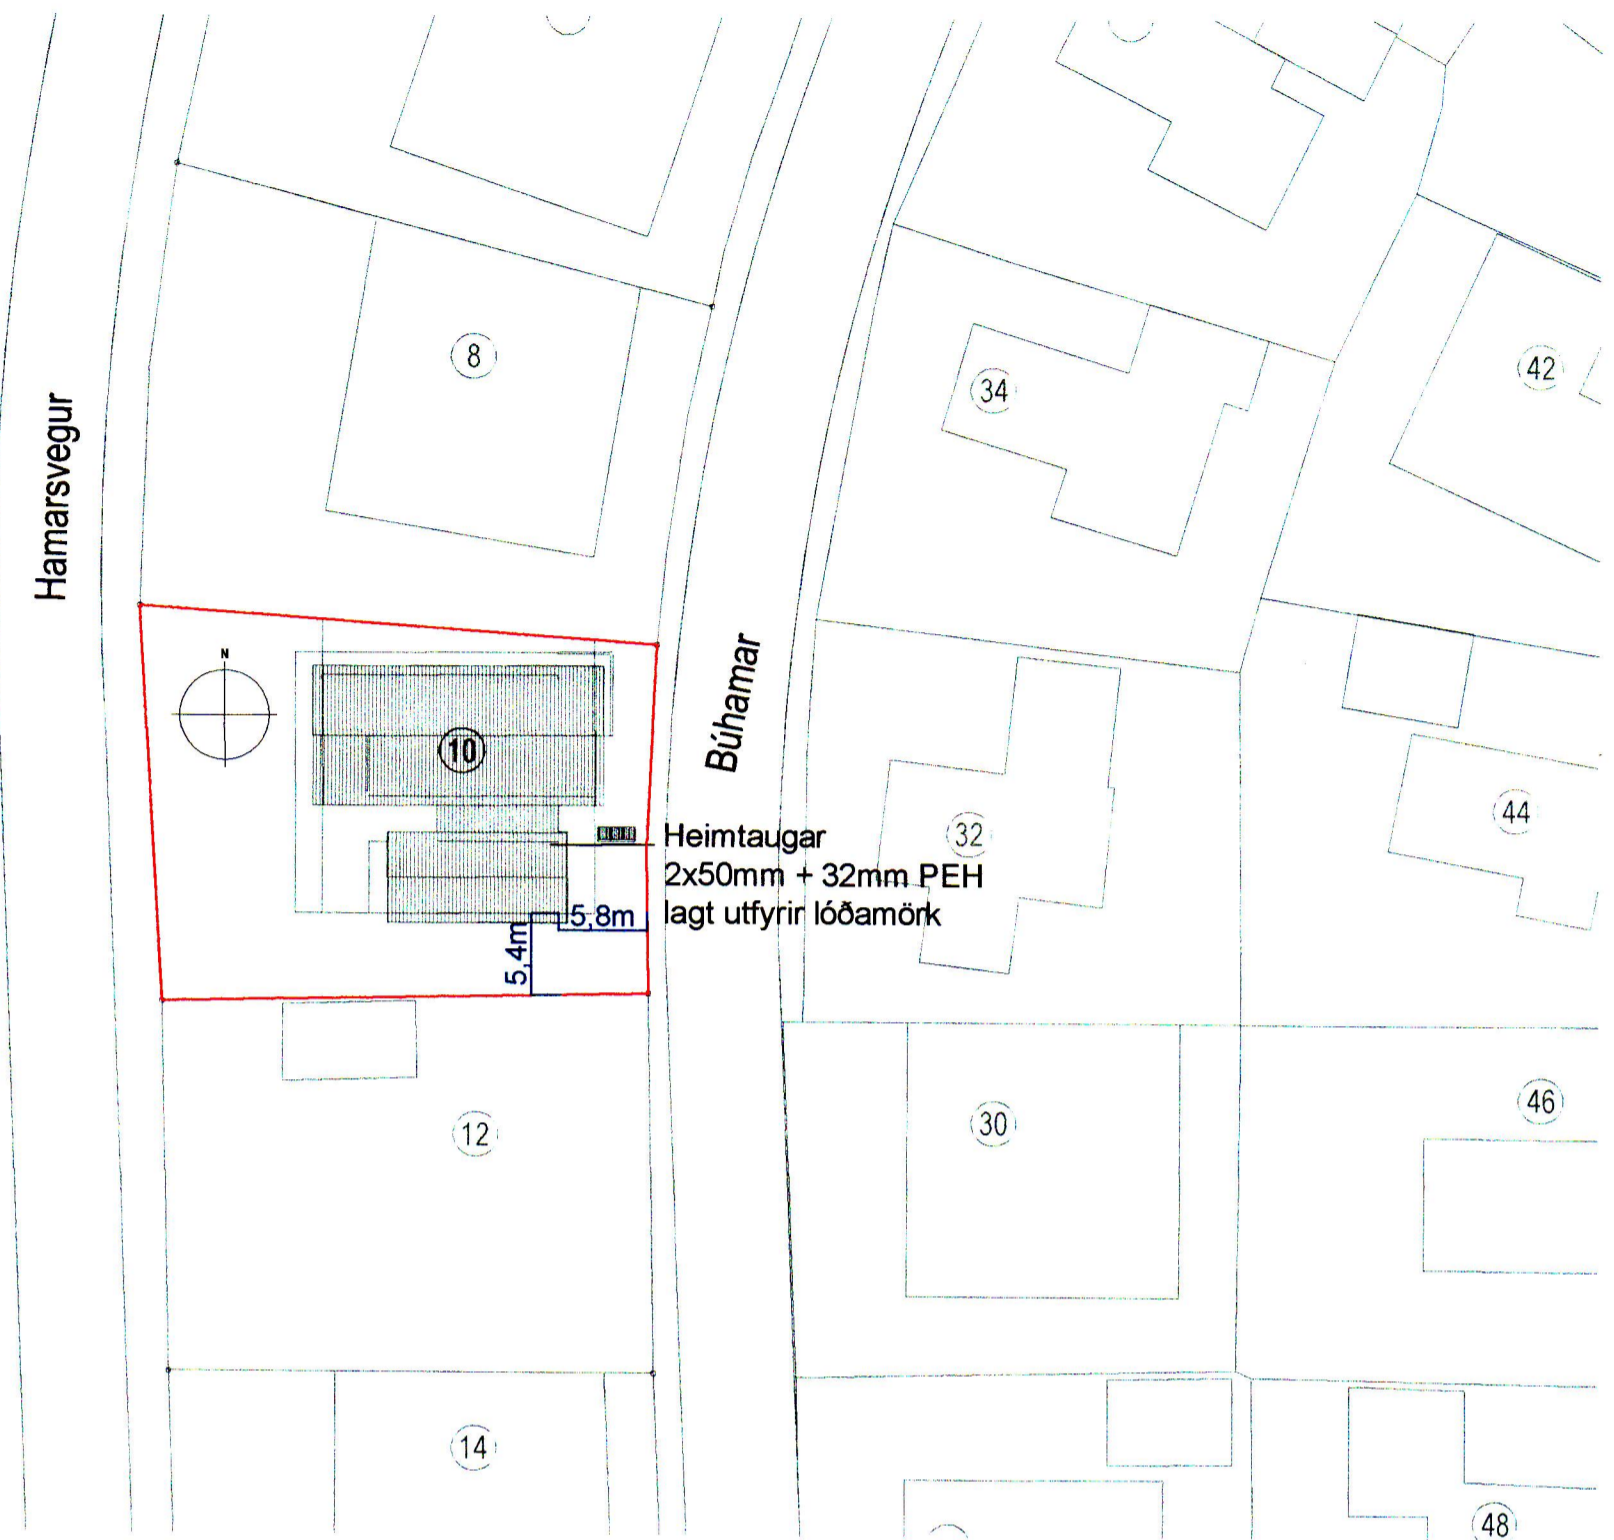 8
34
42
Hamarsvegur
N
10
Búhamar
32
44
Heimtaugar
2x50mm + 32mm PEH
lagt utfyrir lóðamörk
5,8m
5,4m
12
30
46
14
48